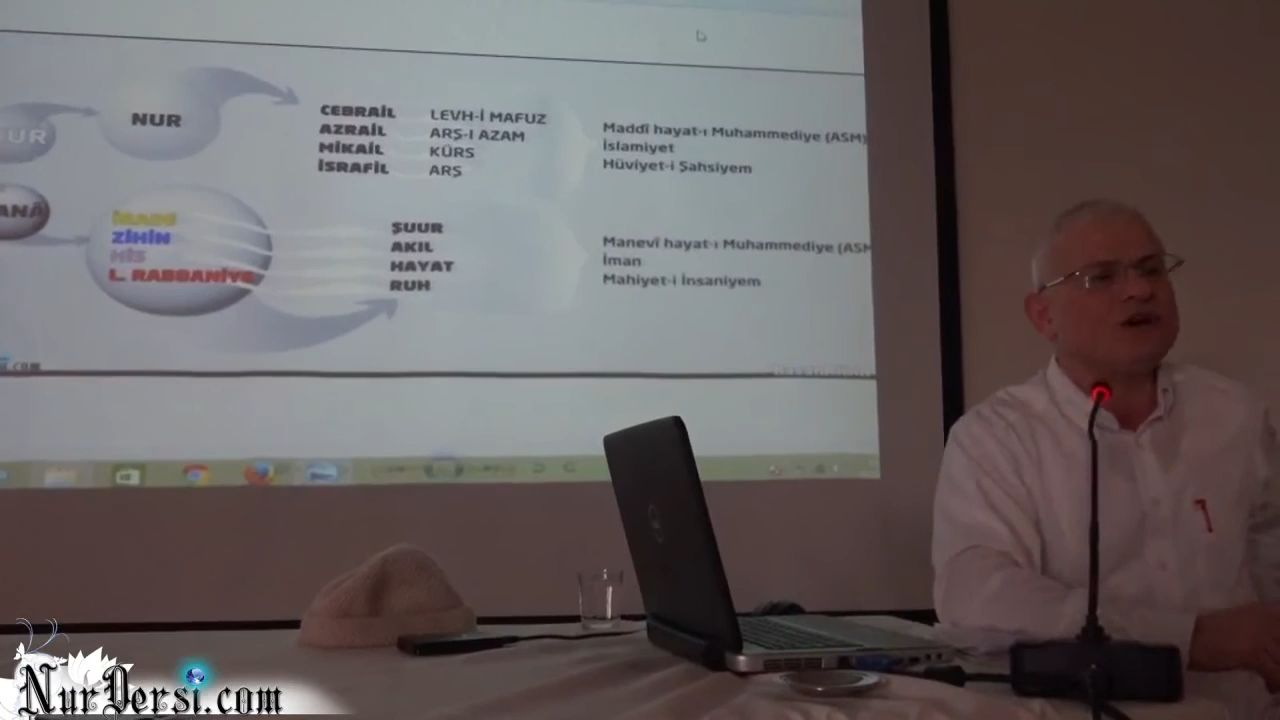 NUR
CEBRAİL LEVH-İ MAFUZ
AZRAİL ARŞ-I AZAM
MİKAİL KÜRS
İSRAFİL ARŞ
Maddî hayat-ı Muhammediye (ASM)
İslamiyet
Hüviyet-i Şahsiyem
ZİHİN
HİS
L. RABBANİYE
ŞUUR
AKIL
HAYAT
RUH
Manevî hayat-ı Muhammediye (ASM
İman
Mahiyet-i İnsaniyem
NurDersi.com